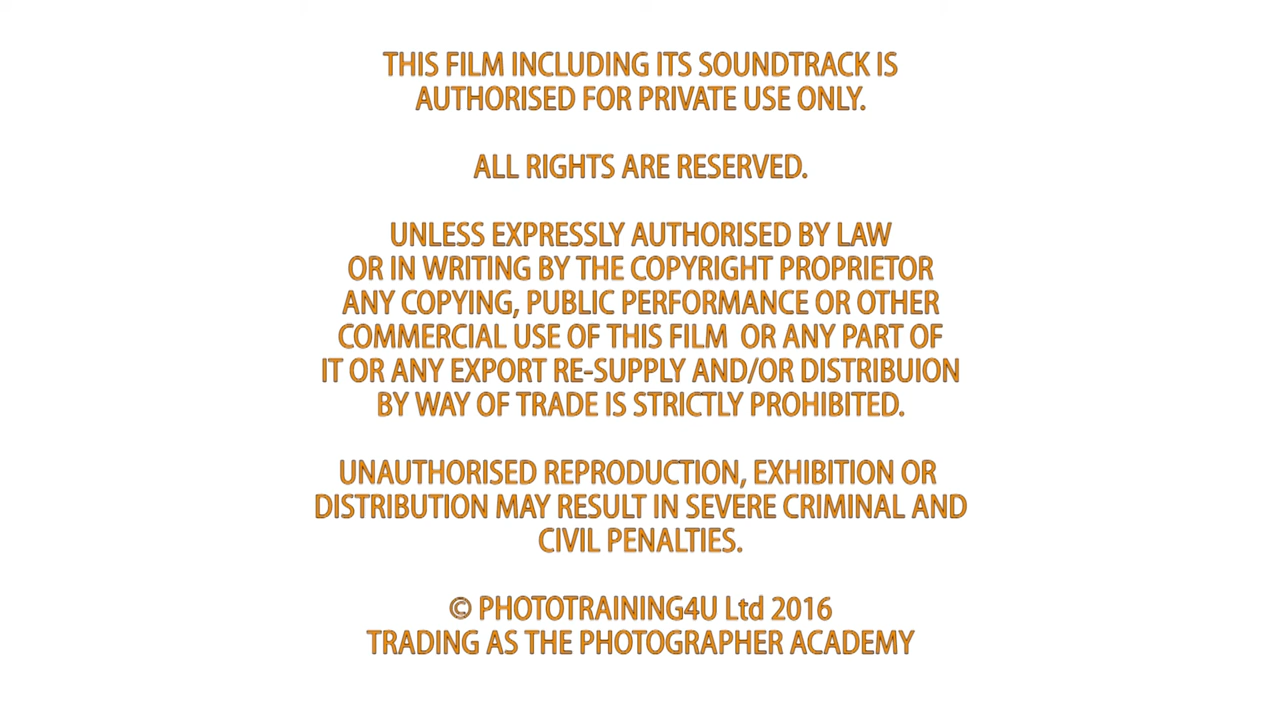 THIS FILM INCLUDING ITS SOUNDTRACK IS
AUTHORISED FOR PRIVATE USE ONLY.
ALL RIGHTS ARE RESERVED.
UNLESS EXPRESSLY AUTHORISED BY LAW
OR IN WRITING BY THE COPYRIGHT PROPRIETOR
ANY COPYING, PUBLIC PERFORMANCE OR OTHER
COMMERCIAL USE OF THIS FILM  OR ANY PART OF
IT OR ANY EXPORT RE-SUPPLY AND/OR DISTRIBUION
BY WAY OF TRADE IS STRICTLY PROHIBITED.
UNAUTHORISED REPRODUCTION, EXHIBITION OR
DISTRIBUTION MAY RESULT IN SEVERE CRIMINAL AND
CIVIL PENALTIES.
© PHOTOTRAINING4U Ltd 2016
TRADING AS THE PHOTOGRAPHER ACADEMY